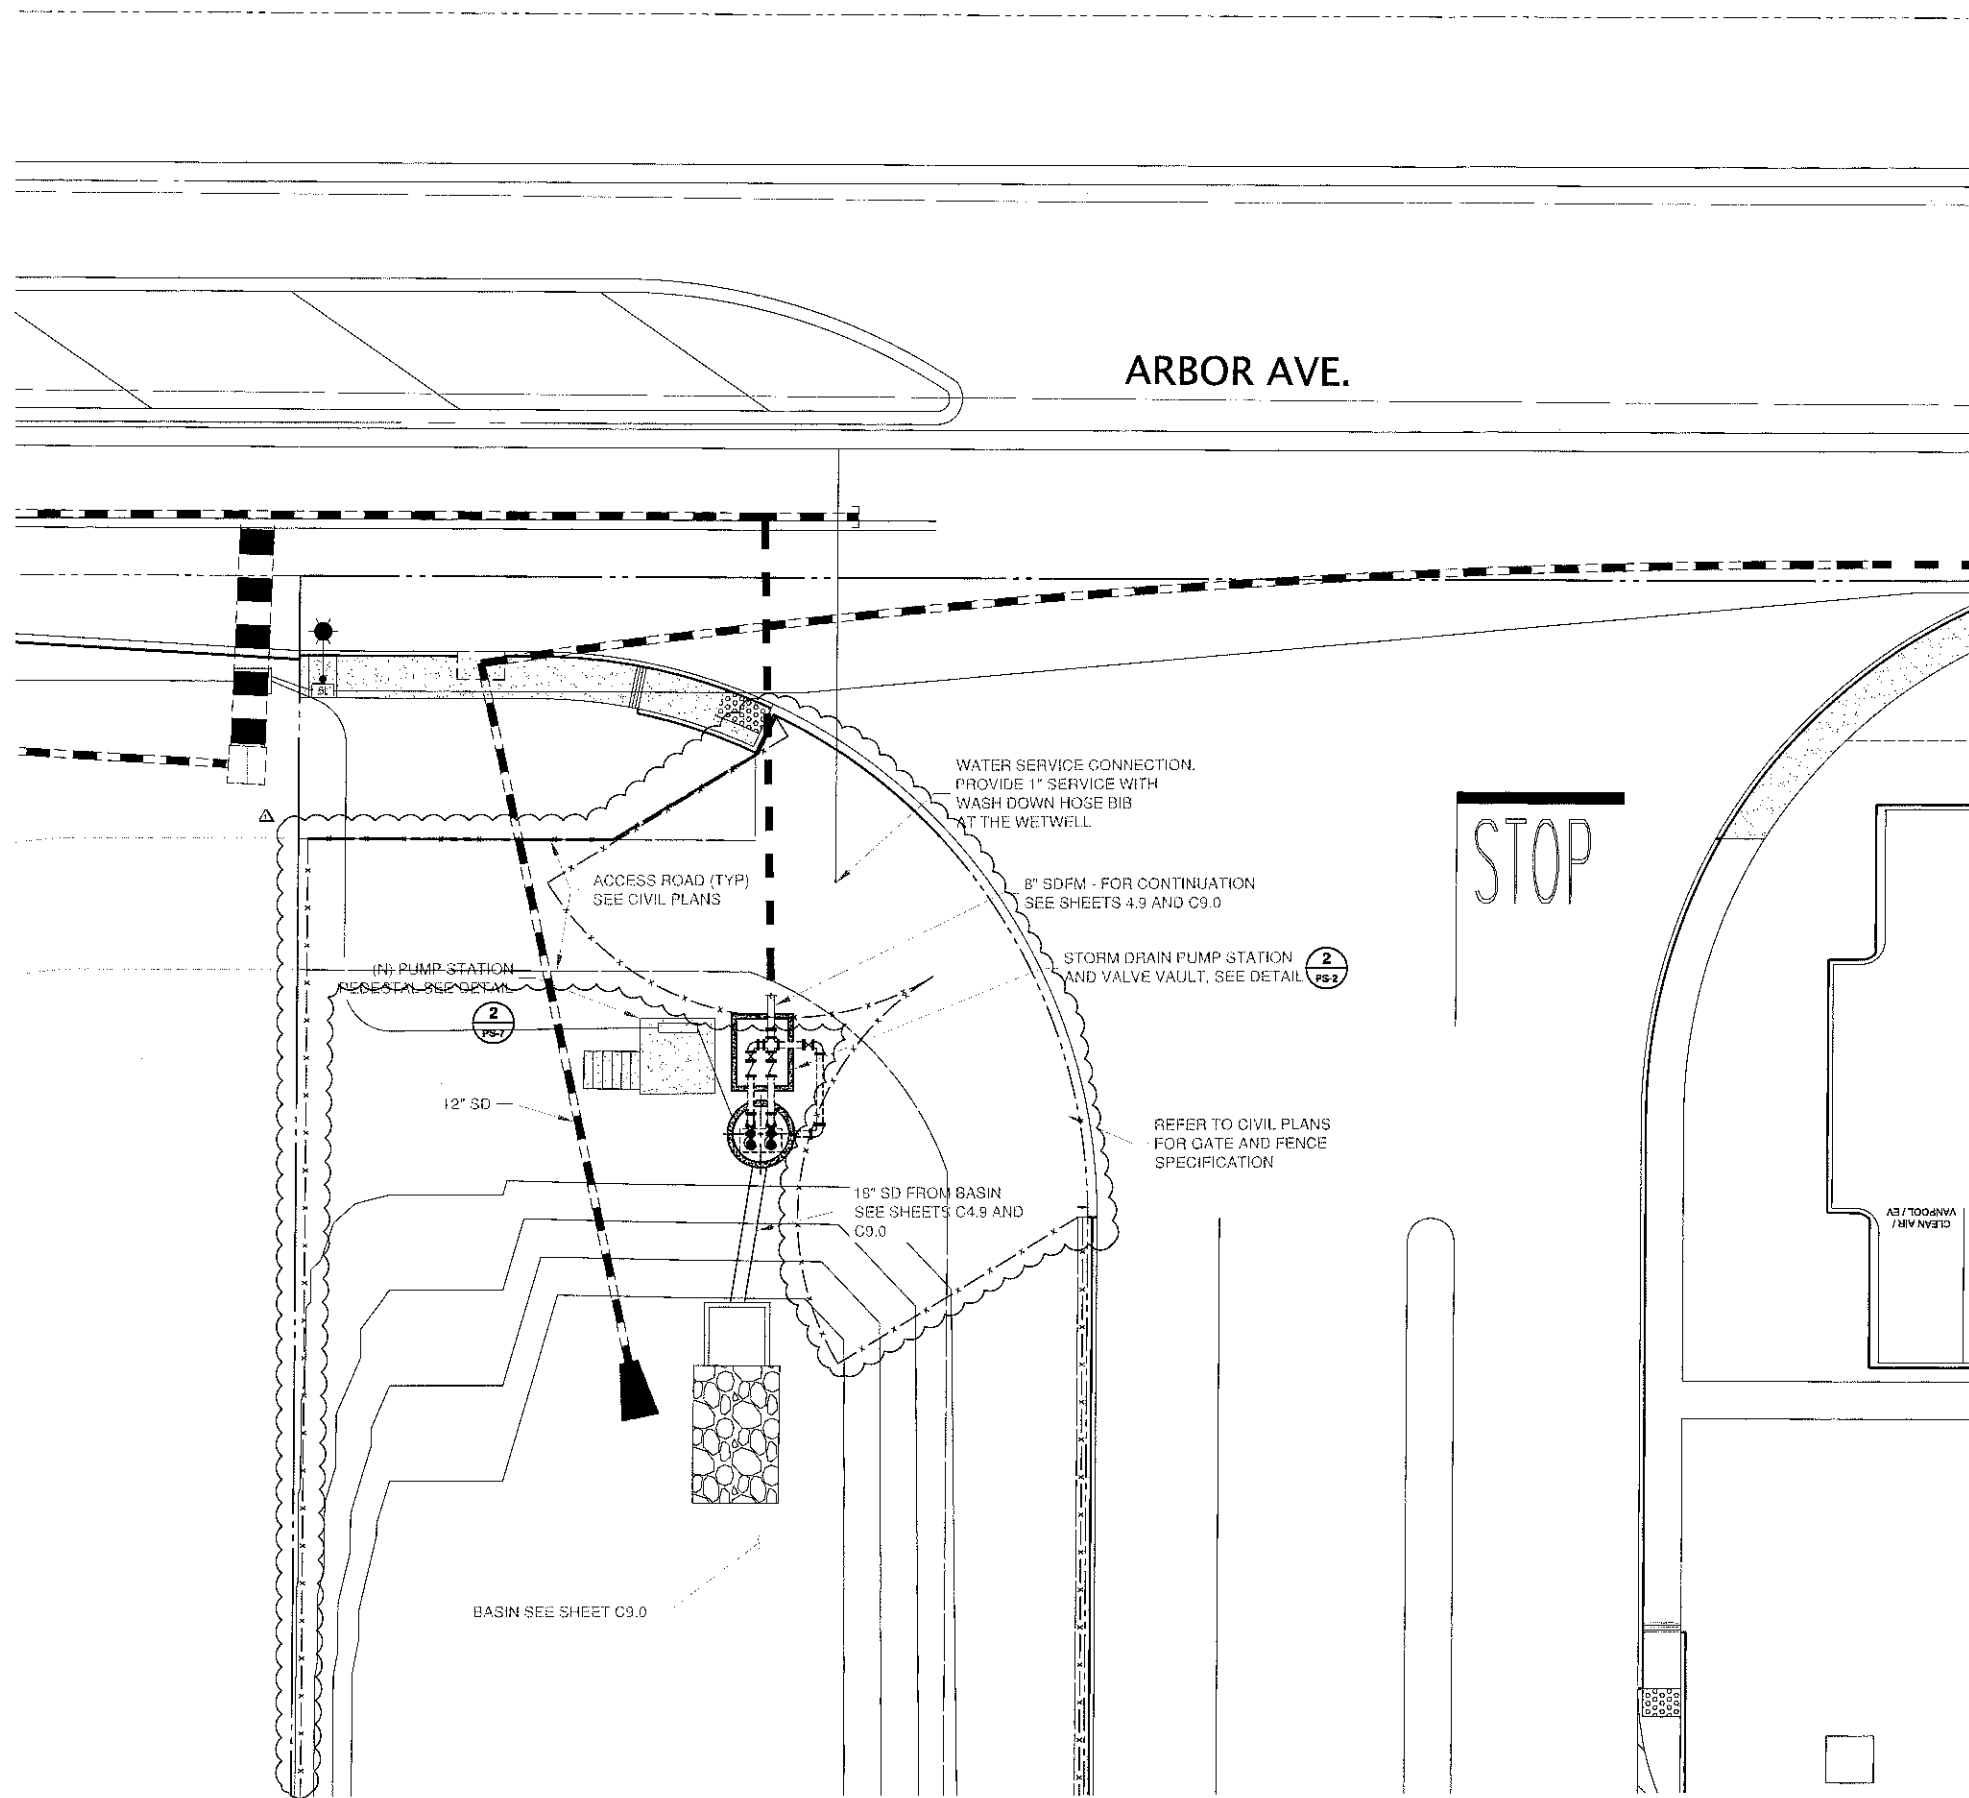 ARBOR AVE.
WATER SERVICE CONNECTION.
PROVIDE 1" SERVICE WITH
WASH DOWN HOSE BIB
AT THE WETWELL
STOP
ACCESS ROAD (TYP)
SEE CIVIL PLANS
8" SDFM - FOR CONTINUATION
SEE SHEETS 4.9 AND C9.0
STORM DRAIN PUMP STATION
AND VALVE VAULT, SEE DETAIL
2
PS-2
(N) PUMP STATION
PEDESTAL SEE DETAIL
2
PS-7
12" SD
REFER TO CIVIL PLANS
FOR GATE AND FENCE
SPECIFICATION
18" SD FROM BASIN
SEE SHEETS C4.9 AND
C9.0
CLEAN AIR /
VANPOOL / EV
BASIN SEE SHEET C9.0